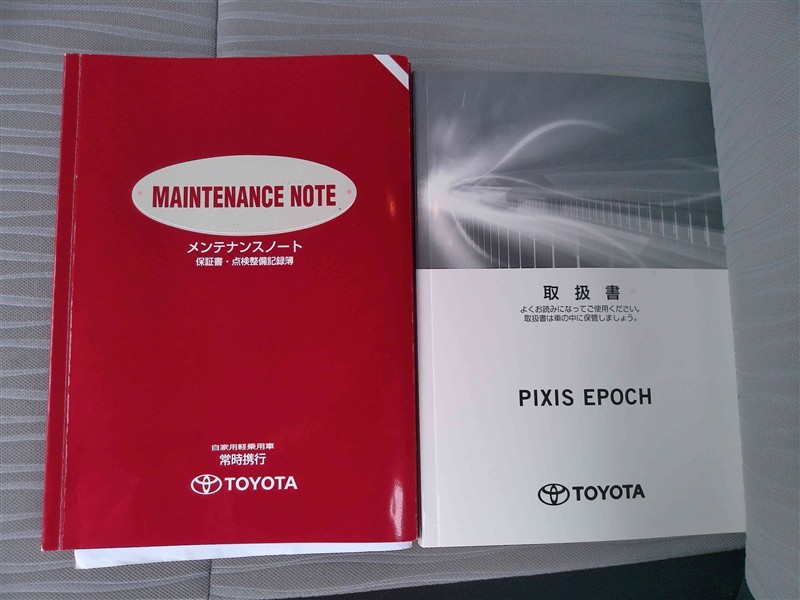 MAINTENANCE NOTE
メンテナンスノート
保証書・点検整備記録簿
自家用軽乗用車
常時携行
TOYOTA
取扱書
よくお読みになってご使用ください。
取扱書は車の中に保管しましょう。
PIXIS EPOCH
TOYOTA